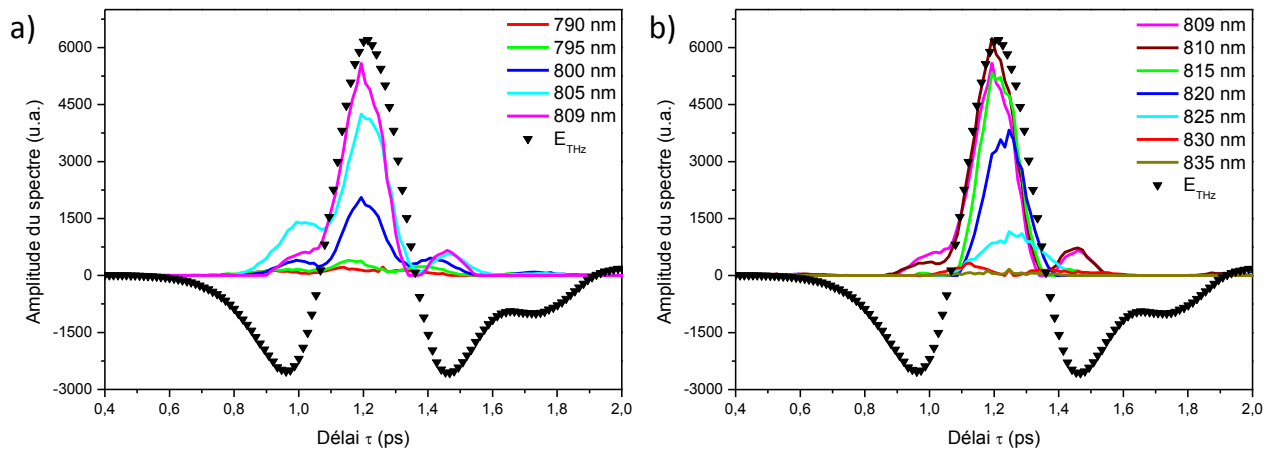 a)
Amplitude du spectre (u.a.)
6000
4500
3000
1500
0
-1500
-3000
790 nm
795 nm
800 nm
805 nm
809 nm
E_THz
0,4 0,6 0,8 1,0 1,2 1,4 1,6 1,8 2,0
Délai τ (ps)
b)
Amplitude du spectre (u.a.)
6000
4500
3000
1500
0
-1500
-3000
809 nm
810 nm
815 nm
820 nm
825 nm
830 nm
835 nm
E_THz
0,4 0,6 0,8 1,0 1,2 1,4 1,6 1,8 2,0
Délai τ (ps)